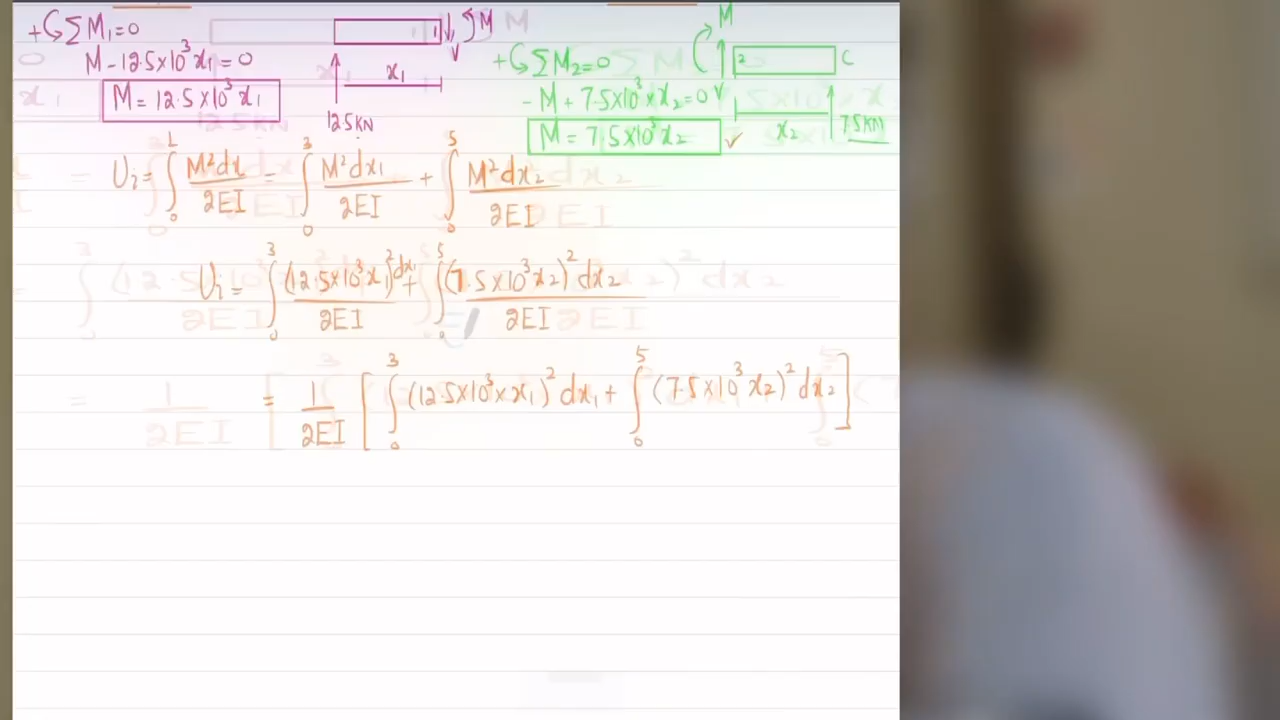 +↺ΣM₁=0
M-12.5×10³x₁=0
M=12.5×10³x₁
M
V
x₁
12.5KN
+↺ΣM₂=0
-M+7.5×10³×x₂=0
M=7.5×10³x₂
M
2
C
V
x₂
7.5KN
Uᵢ=∫₀ᴸ M²dx/2EI = ∫₀³ M²dx₁/2EI + ∫₀⁵ M²dx₂/2EI
Uᵢ= ∫₀³ (12.5×10³x₁)²dx₁/2EI + ∫₀⁵ (7.5×10³x₂)²dx₂/2EI
= 1/2EI [ ∫₀³ (12.5×10³×x₁)²dx₁ + ∫₀⁵ (7.5×10³x₂)²dx₂ ]